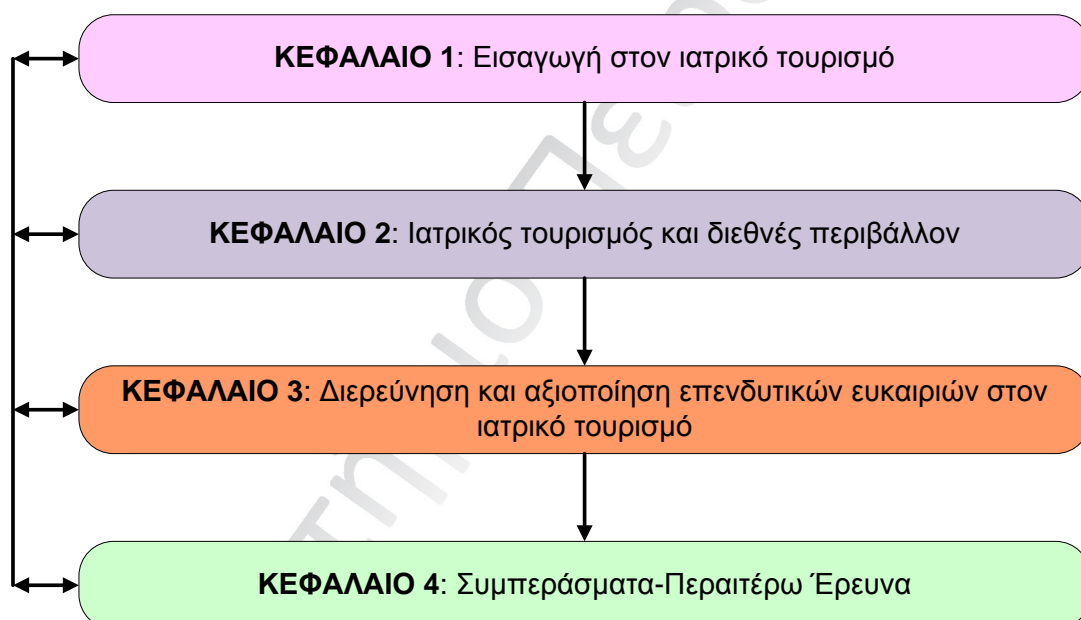 ΚΕΦΑΛΑΙΟ 1: Εισαγωγή στον ιατρικό τουρισμό
ΚΕΦΑΛΑΙΟ 2: Ιατρικός τουρισμός και διεθνές περιβάλλον
ΚΕΦΑΛΑΙΟ 3: Διερεύνηση και αξιοποίηση επενδυτικών ευκαιριών στον
ιατρικό τουρισμό
ΚΕΦΑΛΑΙΟ 4: Συμπεράσματα-Περαιτέρω Έρευνα